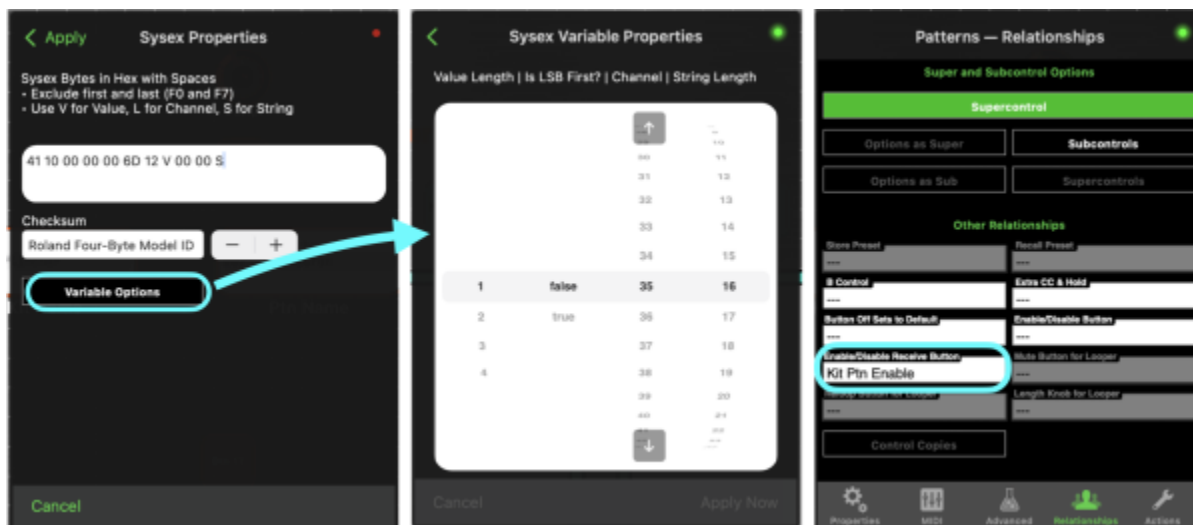 Apply
Sysex Properties
Sysex Bytes in Hex with Spaces
- Exclude first and last (F0 and F7)
- Use V for Value, L for Channel, S for String
41 10 00 00 00 6D 12 V 00 00 S
Checksum
Roland Four-Byte Model ID
− +
Variable Options
Cancel
Sysex Variable Properties
Value Length | Is LSB First? | Channel | String Length
31 12
32 13
33 14
34 15
1 false 35 16
2 true 36 17
3 37 18
4 38 19
39 20
40 21
Cancel Apply Now
Patterns — Relationships
Super and Subcontrol Options
Supercontrol
Options as Super Subcontrols
Options as Sub Supercontrols
Other Relationships
Store Preset Recall Preset
--- ---
B Control Extra CC & Hold
--- ---
Button Off Sets to Default Enable/Disable Button
--- ---
Enable/Disable Receive Button Mute Button for Looper
Kit Ptn Enable ---
Button for Looper Length Knob for Looper
--- ---
Control Copies
Properties MIDI Advanced Relationships Actions